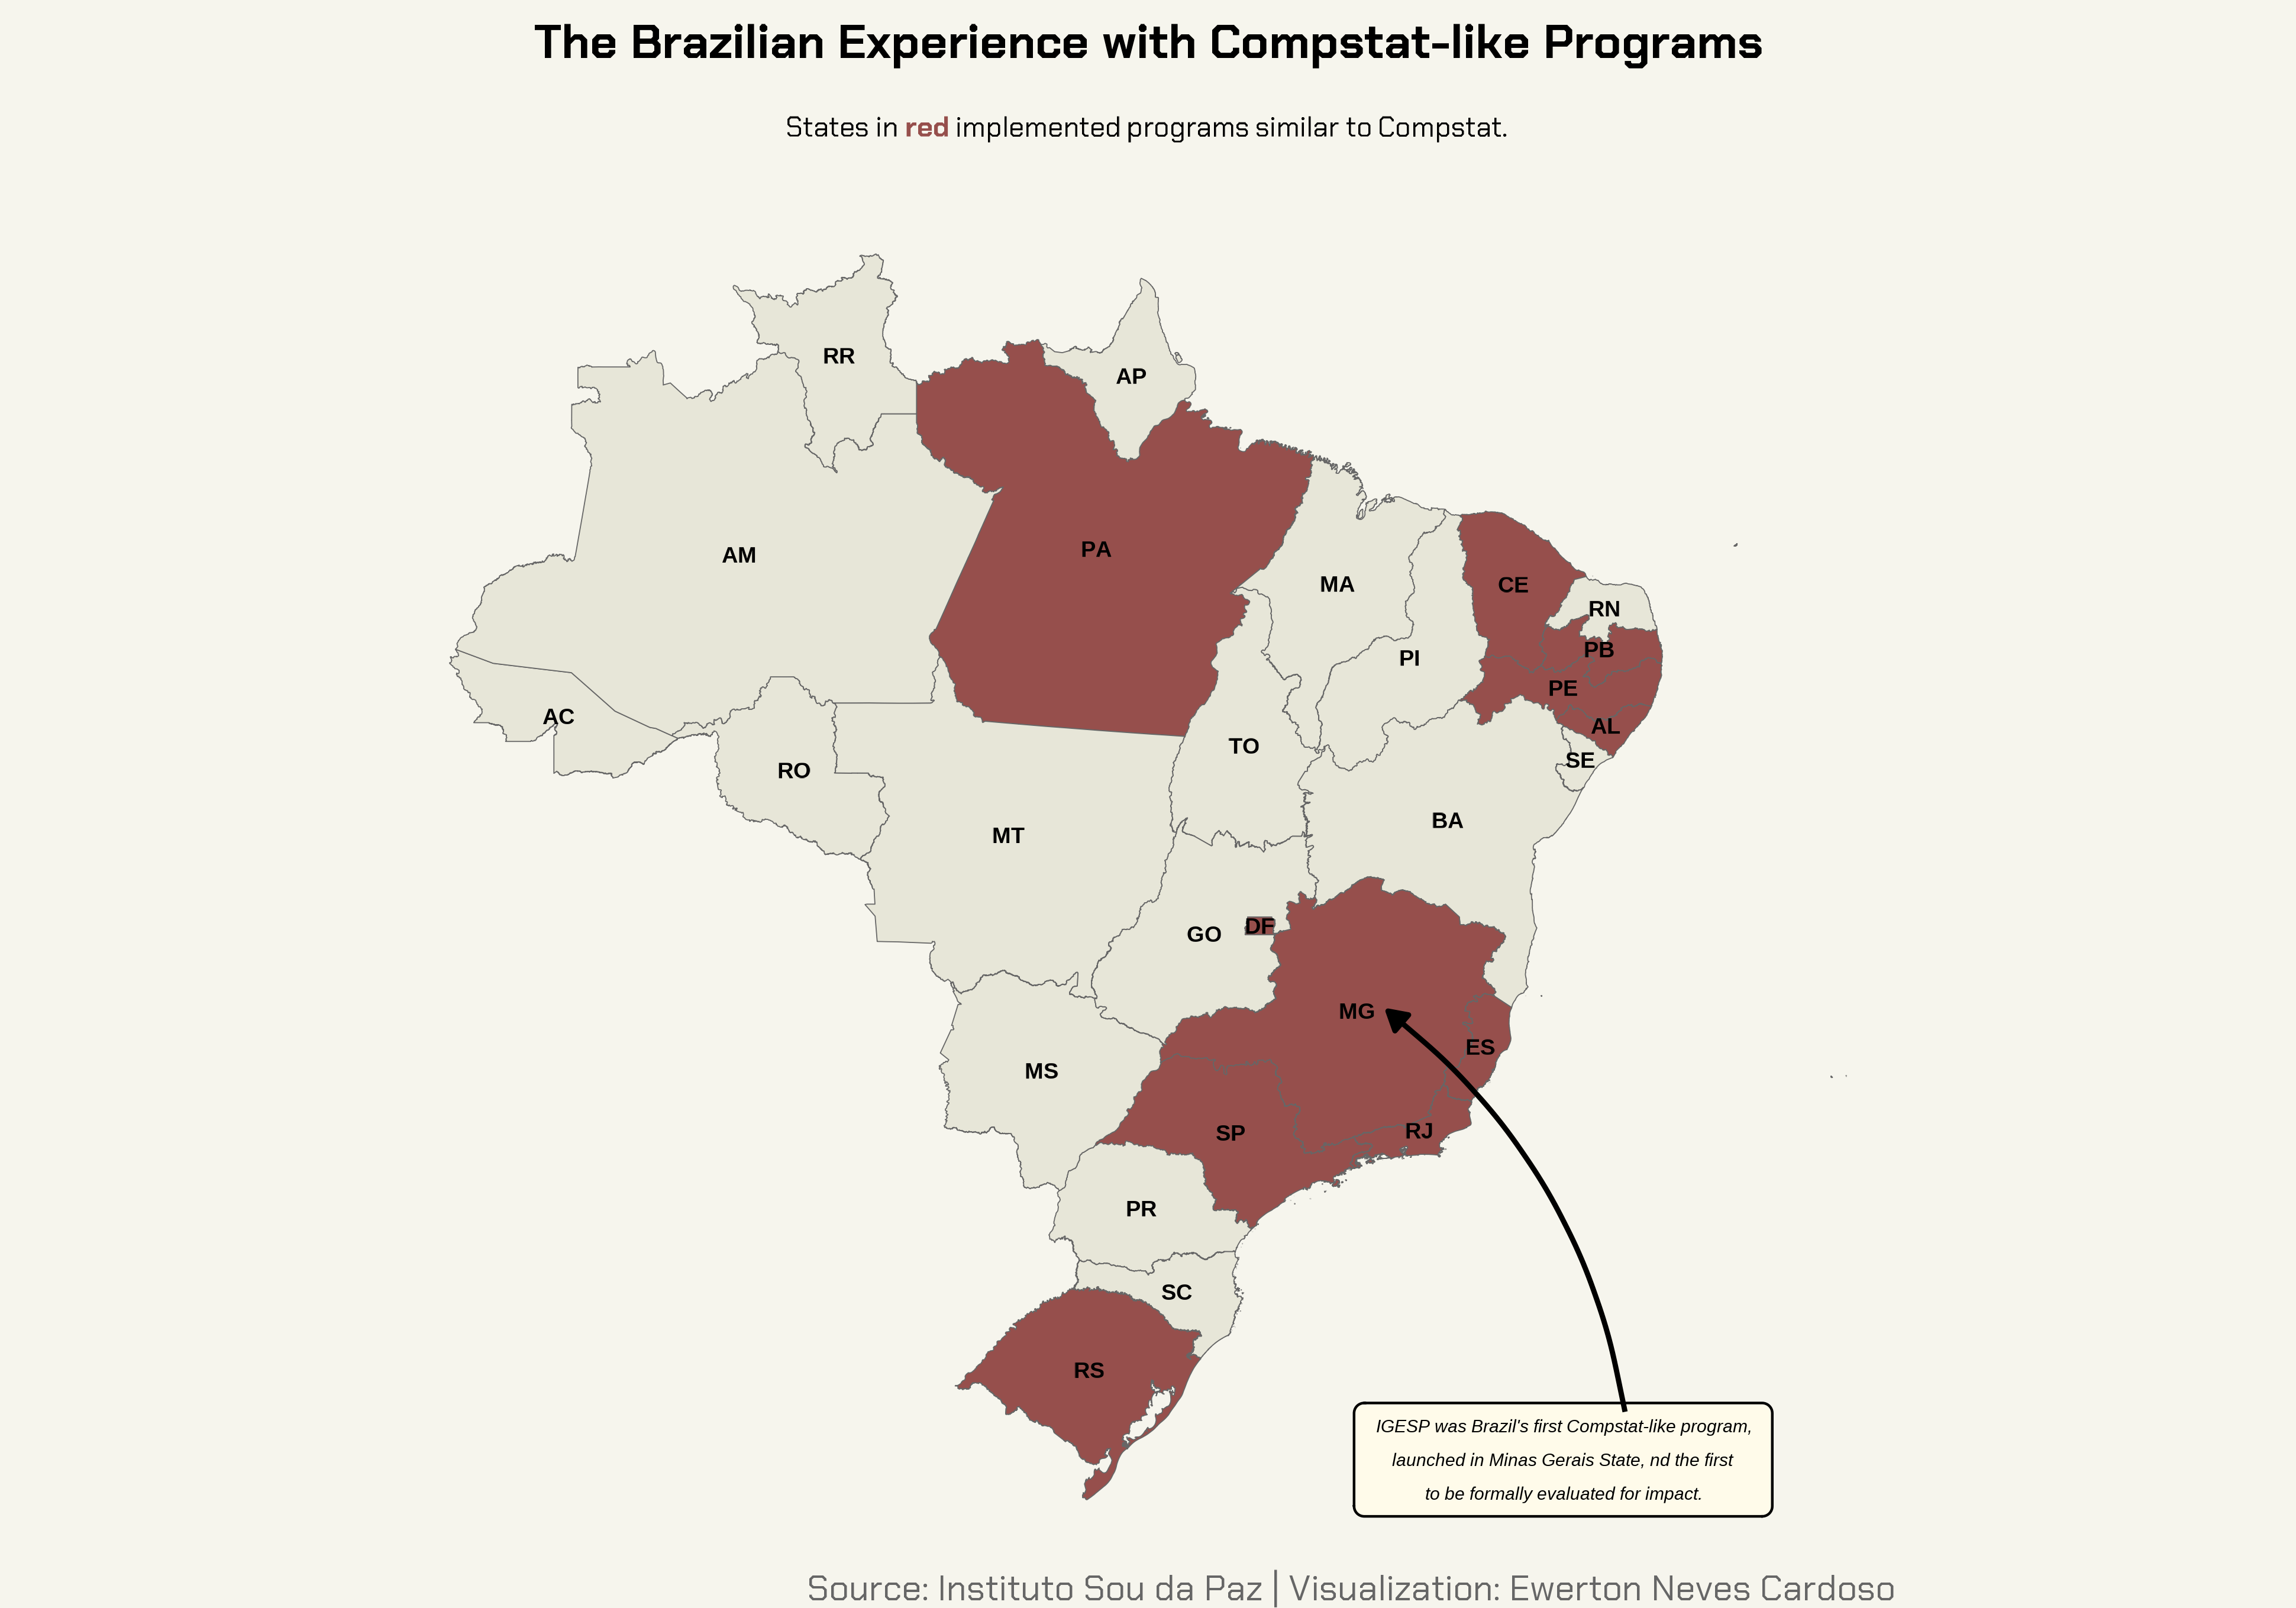 The Brazilian Experience with Compstat-like Programs
States in red implemented programs similar to Compstat.
RR
AP
AM
PA
MA
CE
RN
PB
PI
PE
AC
AL
TO
SE
RO
BA
MT
DF
GO
MG
ES
MS
RJ
SP
PR
SC
RS
IGESP was Brazil's first Compstat-like program,
launched in Minas Gerais State, nd the first
to be formally evaluated for impact.
Source: Instituto Sou da Paz | Visualization: Ewerton Neves Cardoso